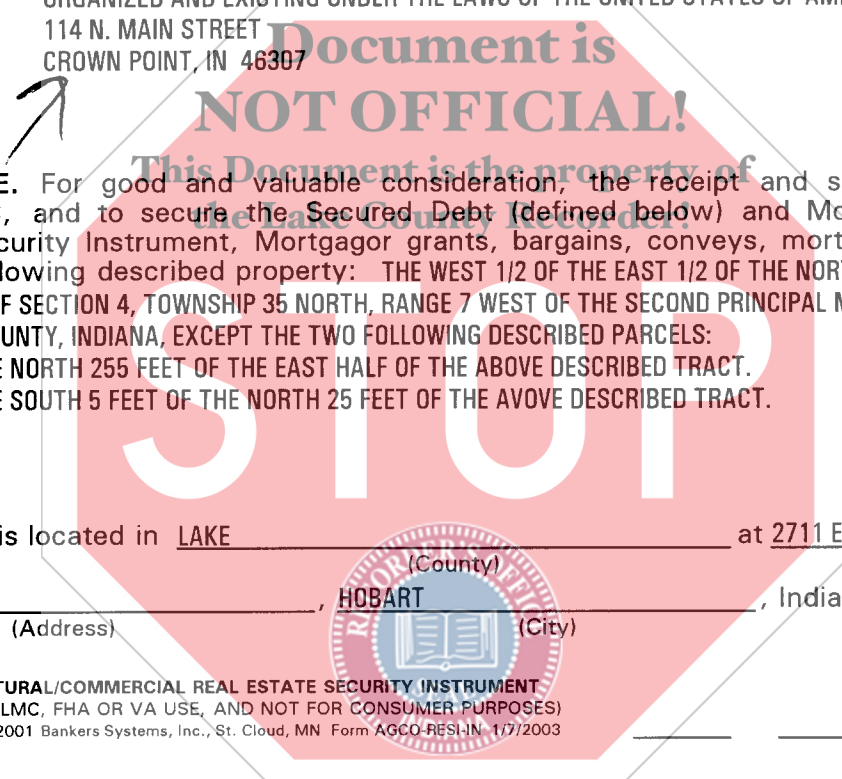 ORGANIZED AND EXISTING UNDER THE LAWS OF THE UNITED STATES OF AME
114 N. MAIN STREET
CROWN POINT, IN 46307
Document is
NOT OFFICIAL!
This Document is the property of
the Lake County Recorder!
E. For good and valuable consideration, the receipt and s
, and to secure the Secured Debt (defined below) and Mo
curity Instrument, Mortgagor grants, bargains, conveys, mort
lowing described property: THE WEST 1/2 OF THE EAST 1/2 OF THE NOR
F SECTION 4, TOWNSHIP 35 NORTH, RANGE 7 WEST OF THE SECOND PRINCIPAL M
UNTY, INDIANA, EXCEPT THE TWO FOLLOWING DESCRIBED PARCELS:
E NORTH 255 FEET OF THE EAST HALF OF THE ABOVE DESCRIBED TRACT.
E SOUTH 5 FEET OF THE NORTH 25 FEET OF THE AVOVE DESCRIBED TRACT.
STOP
is located in LAKE at 2711 E
(County)
, HOBART , India
(Address) (City)
RECORDER'S OFFICE
SEAL
INDIANA
TURAL/COMMERCIAL REAL ESTATE SECURITY INSTRUMENT
LMC, FHA OR VA USE, AND NOT FOR CONSUMER PURPOSES)
2001 Bankers Systems, Inc., St. Cloud, MN Form AGCO-RESI-IN 1/7/2003